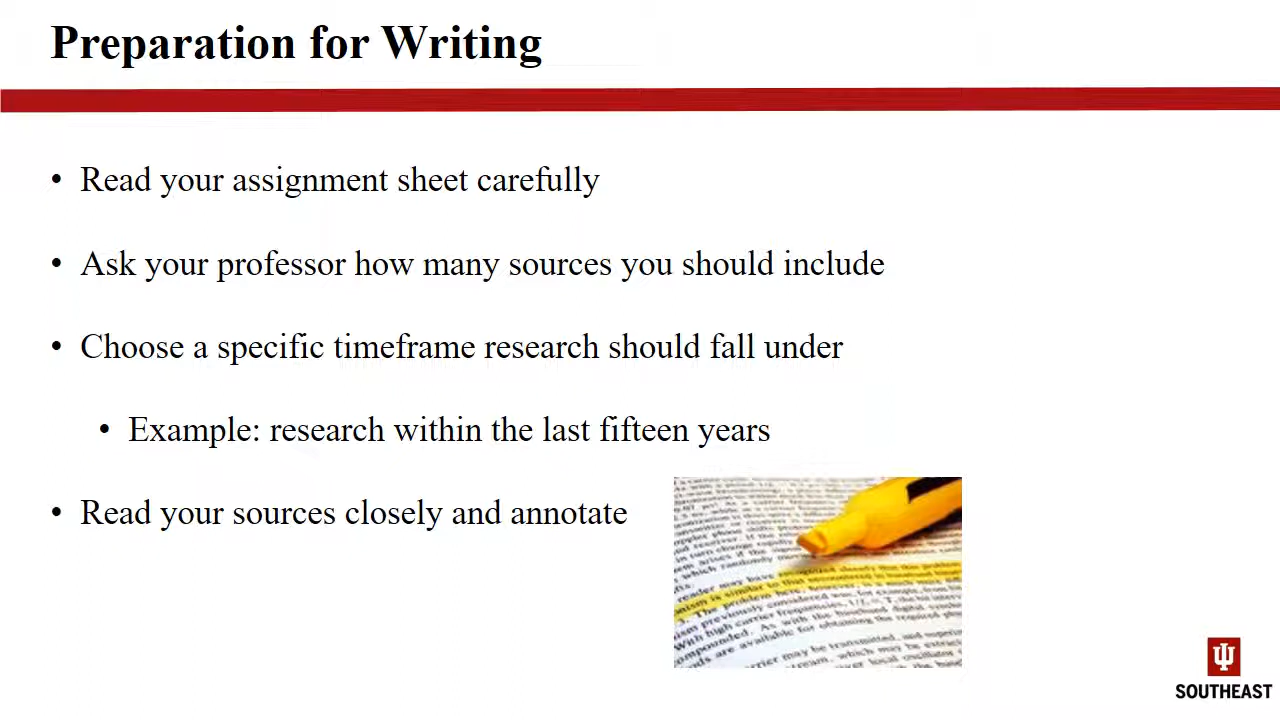 Preparation for Writing
• Read your assignment sheet carefully
• Ask your professor how many sources you should include
• Choose a specific timeframe research should fall under
• Example: research within the last fifteen years
• Read your sources closely and annotate
SOUTHEAST